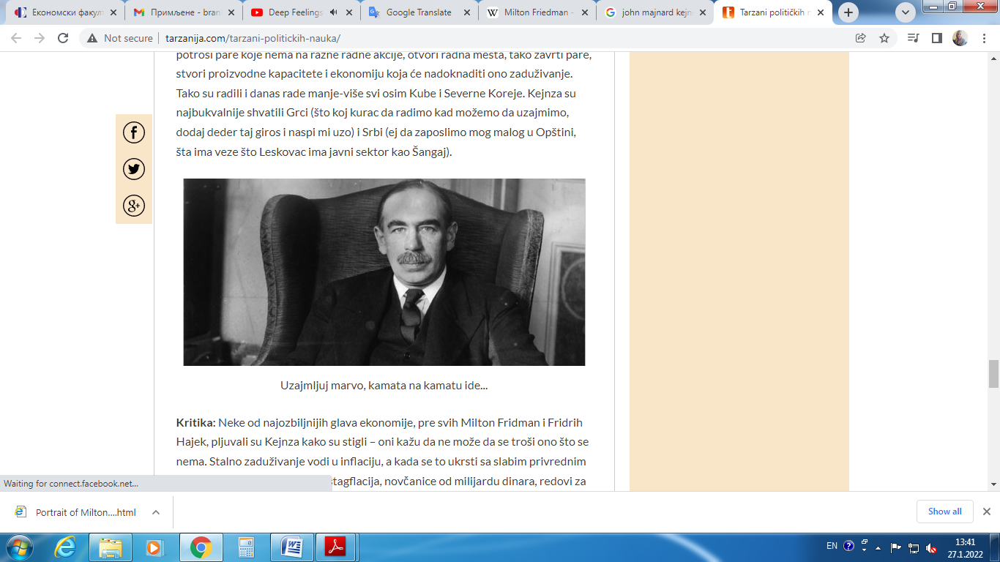 Економски факул
Примљене - bran
Deep Feelings
Google Translate
Milton Friedman -
john majnard kejn
Tarzani političkih n
Not secure | tarzanija.com/tarzani-politickih-nauka/
potroši pare koje nema na razne radne akcije, otvori radna mesta, tako zavrti pare,
stvori proizvodne kapacitete i ekonomiju koja će nadoknaditi ono zaduživanje.
Tako su radili i danas rade manje-više svi osim Kube i Severne Koreje. Kejnza su
najbukvalnije shvatili Grci (što koj kurac da radimo kad možemo da uzajmimo,
dodaj deder taj giros i naspi mi uzo) i Srbi (ej da zaposlimo mog malog u Opštini,
šta ima veze što Leskovac ima javni sektor kao Šangaj).
Uzajmljuj marvo, kamata na kamatu ide...
Kritika: Neke od najozbiljnijih glava ekonomije, pre svih Milton Fridman i Fridrih
Hajek, pljuvali su Kejnza kako su stigli – oni kažu da ne može da se troši ono što se
nema. Stalno zaduživanje vodi u inflaciju, a kada se to ukrsti sa slabim privrednim
stagflacija, novčanice od milijardu dinara, redovi za
Waiting for connect.facebook.net...
Portrait of Milton....html
Show all
EN
13:41
27.1.2022